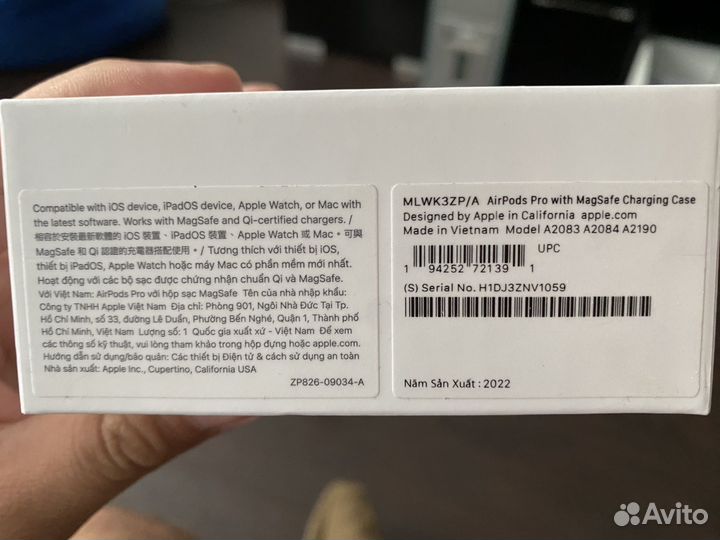 Compatible with iOS device, iPadOS device, Apple Watch, or Mac with
the latest software. Works with MagSafe and Qi-certified chargers. /
相容於安裝最新軟體的 iOS 裝置、iPadOS 裝置、Apple Watch 或 Mac。可與
MagSafe 和 Qi 認證的充電器搭配使用。/ Tương thích với thiết bị iOS,
thiết bị iPadOS, Apple Watch hoặc máy Mac có phần mềm mới nhất.
Hoạt động với các bộ sạc được chứng nhận chuẩn Qi và MagSafe.
Với Việt Nam: AirPods Pro với hộp sạc MagSafe Tên của nhà nhập khẩu:
Công ty TNHH Apple Việt Nam Địa chỉ: Phòng 901, Ngôi Nhà Đức Tại Tp.
Hồ Chí Minh, số 33, đường Lê Duẩn, Phường Bến Nghé, Quận 1, Thành phố
Hồ Chí Minh, Việt Nam Lượng số: 1 Quốc gia xuất xứ - Việt Nam Để xem
các thông số kỹ thuật, vui lòng tham khảo trong hộp đựng hoặc apple.com/vn
Hướng dẫn sử dụng/bảo quản: Các thiết bị Điện tử & cách sử dụng an toàn
Nhà sản xuất: Apple Inc., Cupertino, California USA
ZP826-09034-A
MLWK3ZP/A AirPods Pro with MagSafe Charging Case
Designed by Apple in California apple.com
Made in Vietnam Model A2083 A2084 A2190
UPC
1 94252 72139 1
(S) Serial No. H1DJ3ZNV1059
Năm Sản Xuất : 2022
Avito